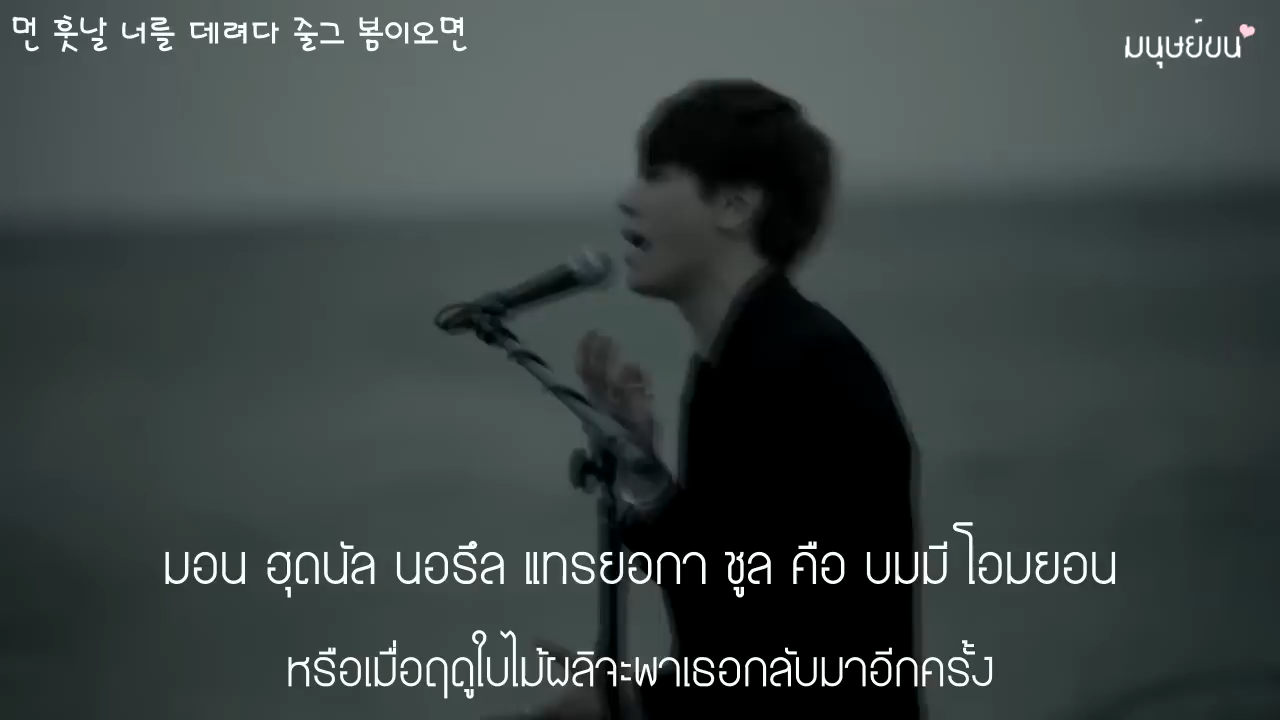 먼 훗날 너를 데려다 줄그 봄이오면
มนุษย์ขน
มอน ฮุดนัล นอรึล แทรยอทา ชูล คือ บมมี โอมยอน
หรือเมื่อฤดูใบไม้ผลิจะพาเธอกลับมาอีกครั้ง